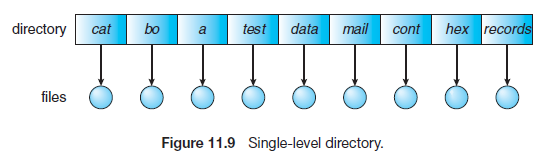 directory cat bo a test data mail cont hex records
files
Figure 11.9 Single-level directory.